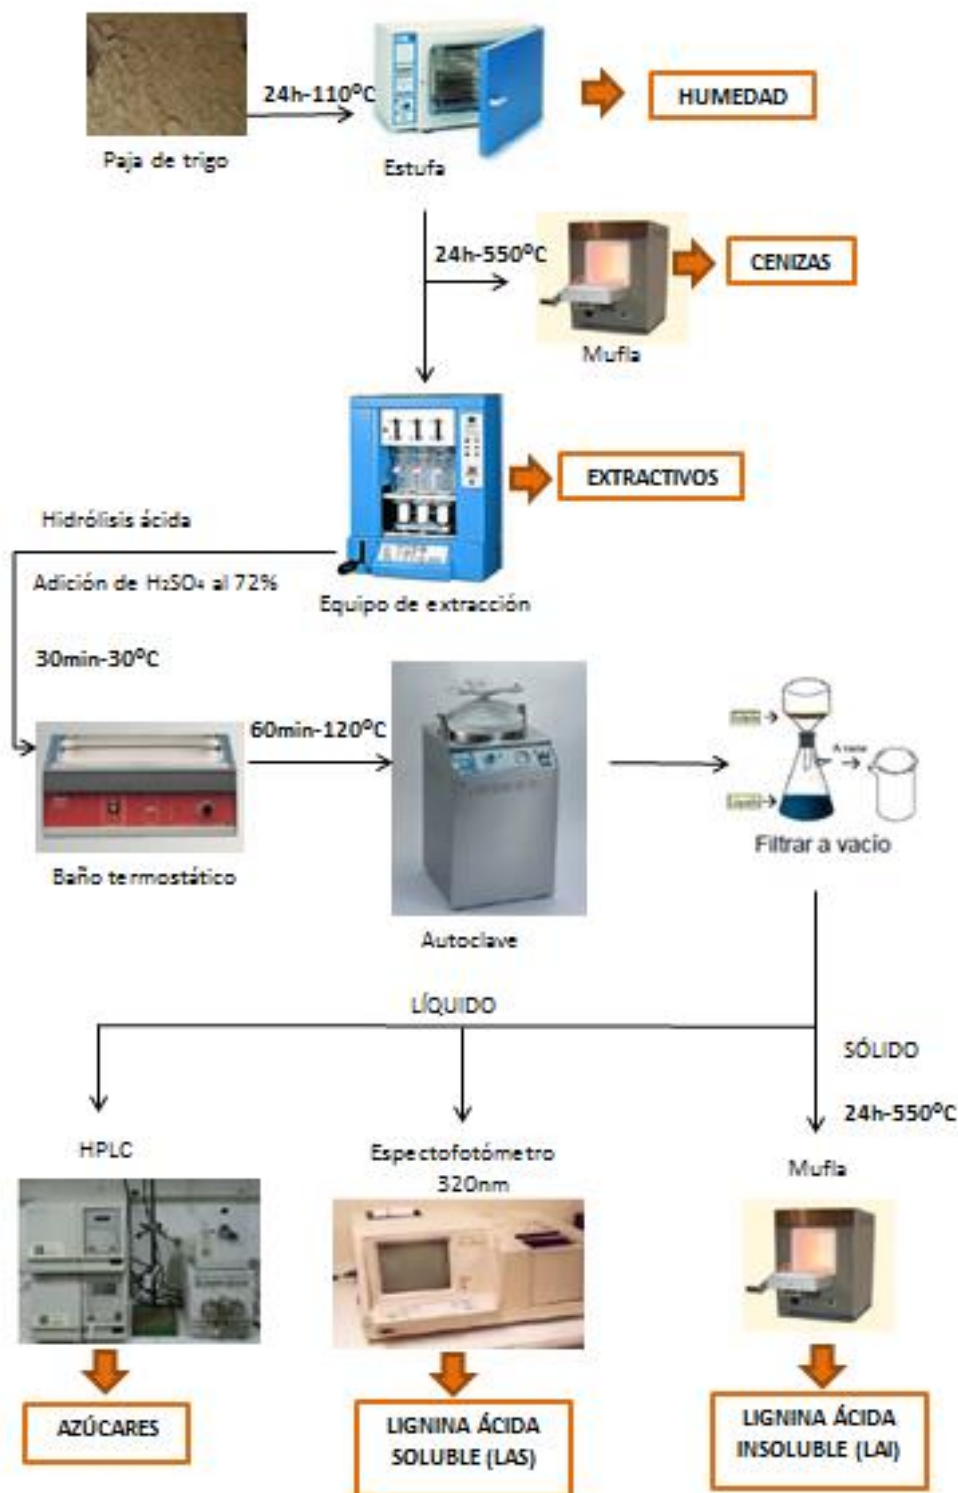 24h-110ºC
HUMEDAD
Paja de trigo
Estufa
24h-550ºC
CENIZAS
Mufla
EXTRACTIVOS
Hidrólisis ácida
Adición de H₂SO₄ al 72%
Equipo de extracción
30min-30ºC
60min-120ºC
Baño termostático
Autoclave
A vacío
Líquido
Filtrar a vacío
LÍQUIDO
SÓLIDO
24h-550ºC
HPLC
Espectofotómetro
320nm
Mufla
AZÚCARES
LIGNINA ÁCIDA
SOLUBLE (LAS)
LIGNINA ÁCIDA
INSOLUBLE (LAI)